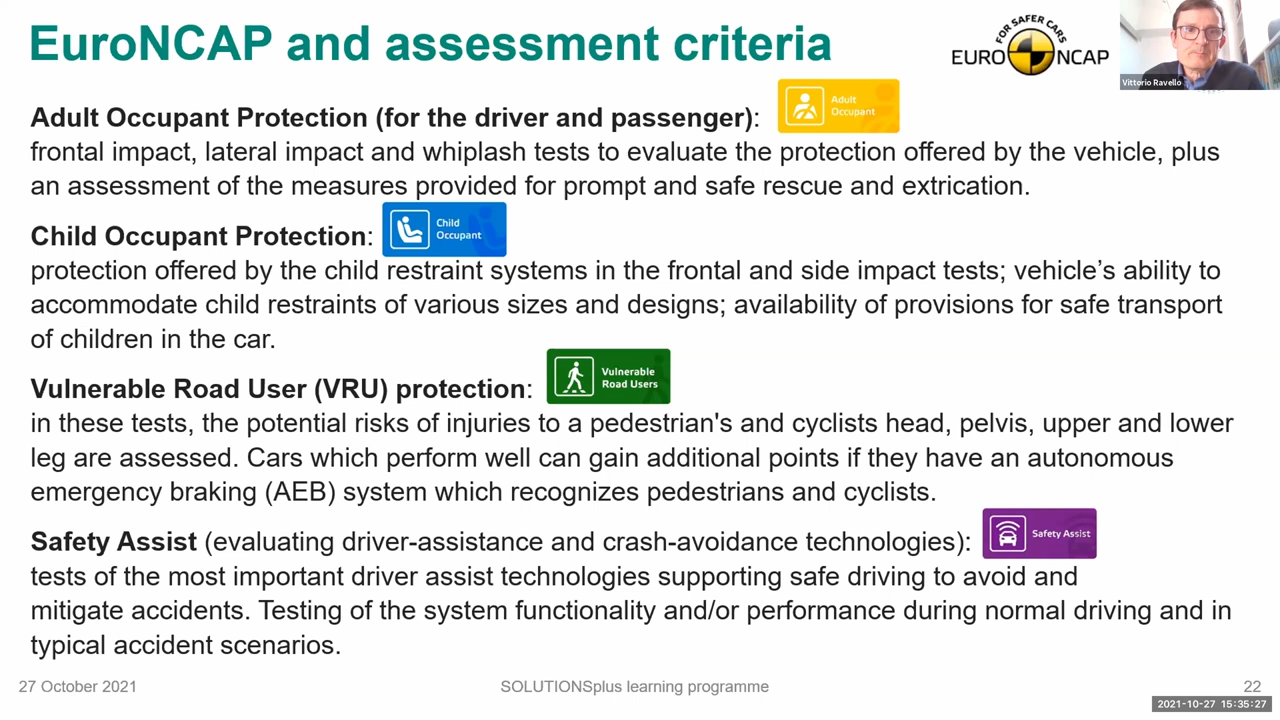 EuroNCAP and assessment criteria
FOR SAFER CARS
EURO NCAP
Vittorio Ravello
Adult Occupant Protection (for the driver and passenger):
Adult
Occupant
frontal impact, lateral impact and whiplash tests to evaluate the protection offered by the vehicle, plus
an assessment of the measures provided for prompt and safe rescue and extrication.
Child Occupant Protection:
Child
Occupant
protection offered by the child restraint systems in the frontal and side impact tests; vehicle’s ability to
accommodate child restraints of various sizes and designs; availability of provisions for safe transport
of children in the car.
Vulnerable Road User (VRU) protection:
Vulnerable
Road Users
in these tests, the potential risks of injuries to a pedestrian's and cyclists head, pelvis, upper and lower
leg are assessed. Cars which perform well can gain additional points if they have an autonomous
emergency braking (AEB) system which recognizes pedestrians and cyclists.
Safety Assist (evaluating driver-assistance and crash-avoidance technologies):
Safety Assist
tests of the most important driver assist technologies supporting safe driving to avoid and
mitigate accidents. Testing of the system functionality and/or performance during normal driving and in
typical accident scenarios.
27 October 2021
SOLUTIONSplus learning programme
22
2021-10-27 15:35:27